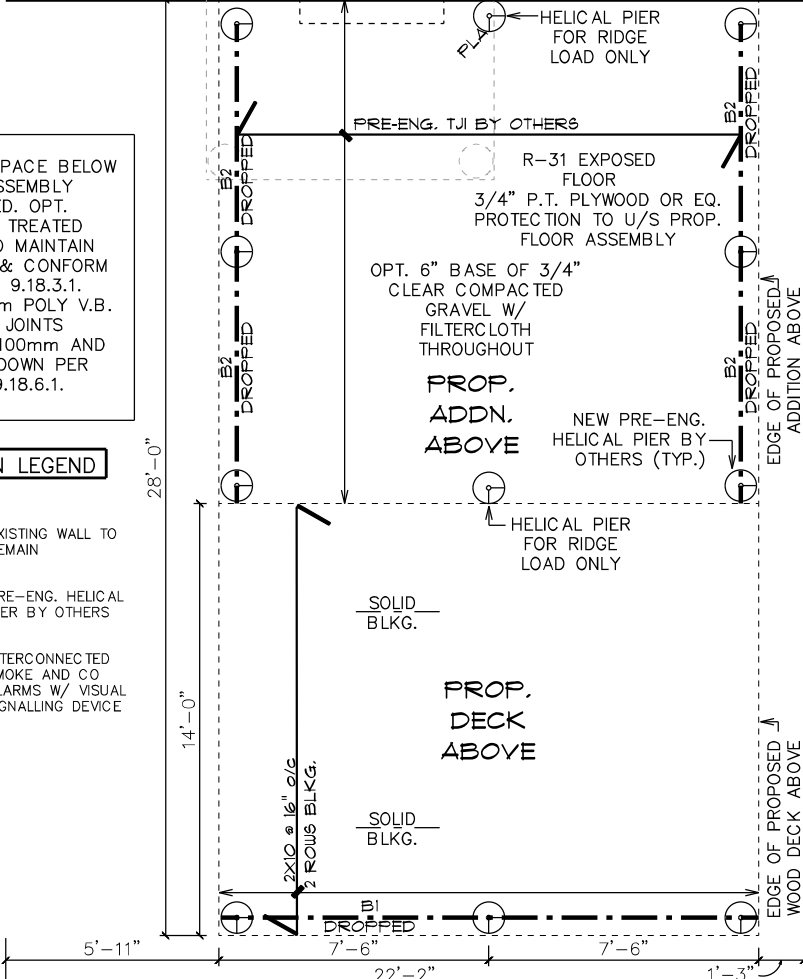 HELICAL PIER
FOR RIDGE
LOAD ONLY
PRE-ENG. TJI BY OTHERS
B2
DROPPED
B2
DROPPED
PACE BELOW
SSEMBLY
ED. OPT.
TREATED
O MAINTAIN
& CONFORM
9.18.3.1.
m POLY V.B.
JOINTS
100mm AND
DOWN PER
9.18.6.1.
R-31 EXPOSED
FLOOR
3/4" P.T. PLYWOOD OR EQ.
PROTECTION TO U/S PROP.
FLOOR ASSEMBLY
OPT. 6" BASE OF 3/4"
CLEAR COMPACTED
GRAVEL W/
FILTERCLOTH
THROUGHOUT
B2
DROPPED
B2
DROPPED
EDGE OF PROPOSED
ADDITION ABOVE
PROP.
ADDN.
ABOVE
NEW PRE-ENG.
HELICAL PIER BY
OTHERS (TYP.)
28'-0"
N LEGEND
XISTING WALL TO
EMAIN
RE-ENG. HELICAL
ER BY OTHERS
TERCONNECTED
MOKE AND CO
LARMS W/ VISUAL
GNALLING DEVICE
HELICAL PIER
FOR RIDGE
LOAD ONLY
SOLID
BLKG.
14'-0"
PROP.
DECK
ABOVE
2X10 @ 16" o/c
2 ROWS BLKG.
SOLID
BLKG.
EDGE OF PROPOSED
WOOD DECK ABOVE
B1
DROPPED
5'-11"
7'-6"
7'-6"
22'-2"
1'-3"